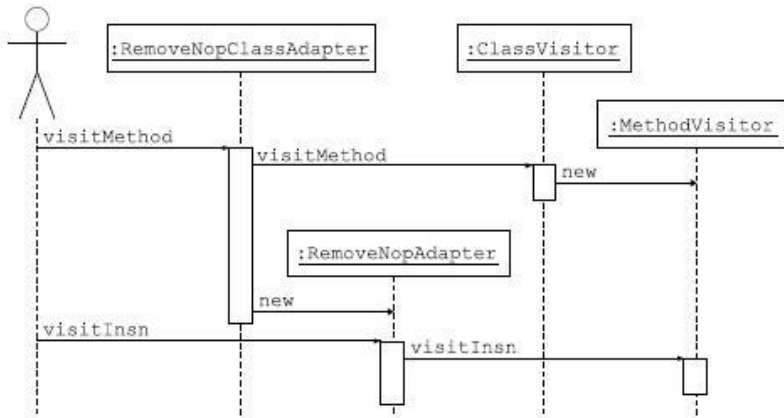 :RemoveNopClassAdapter
:ClassVisitor
:MethodVisitor
visitMethod
visitMethod
new
:RemoveNopAdapter
new
visitInsn
visitInsn